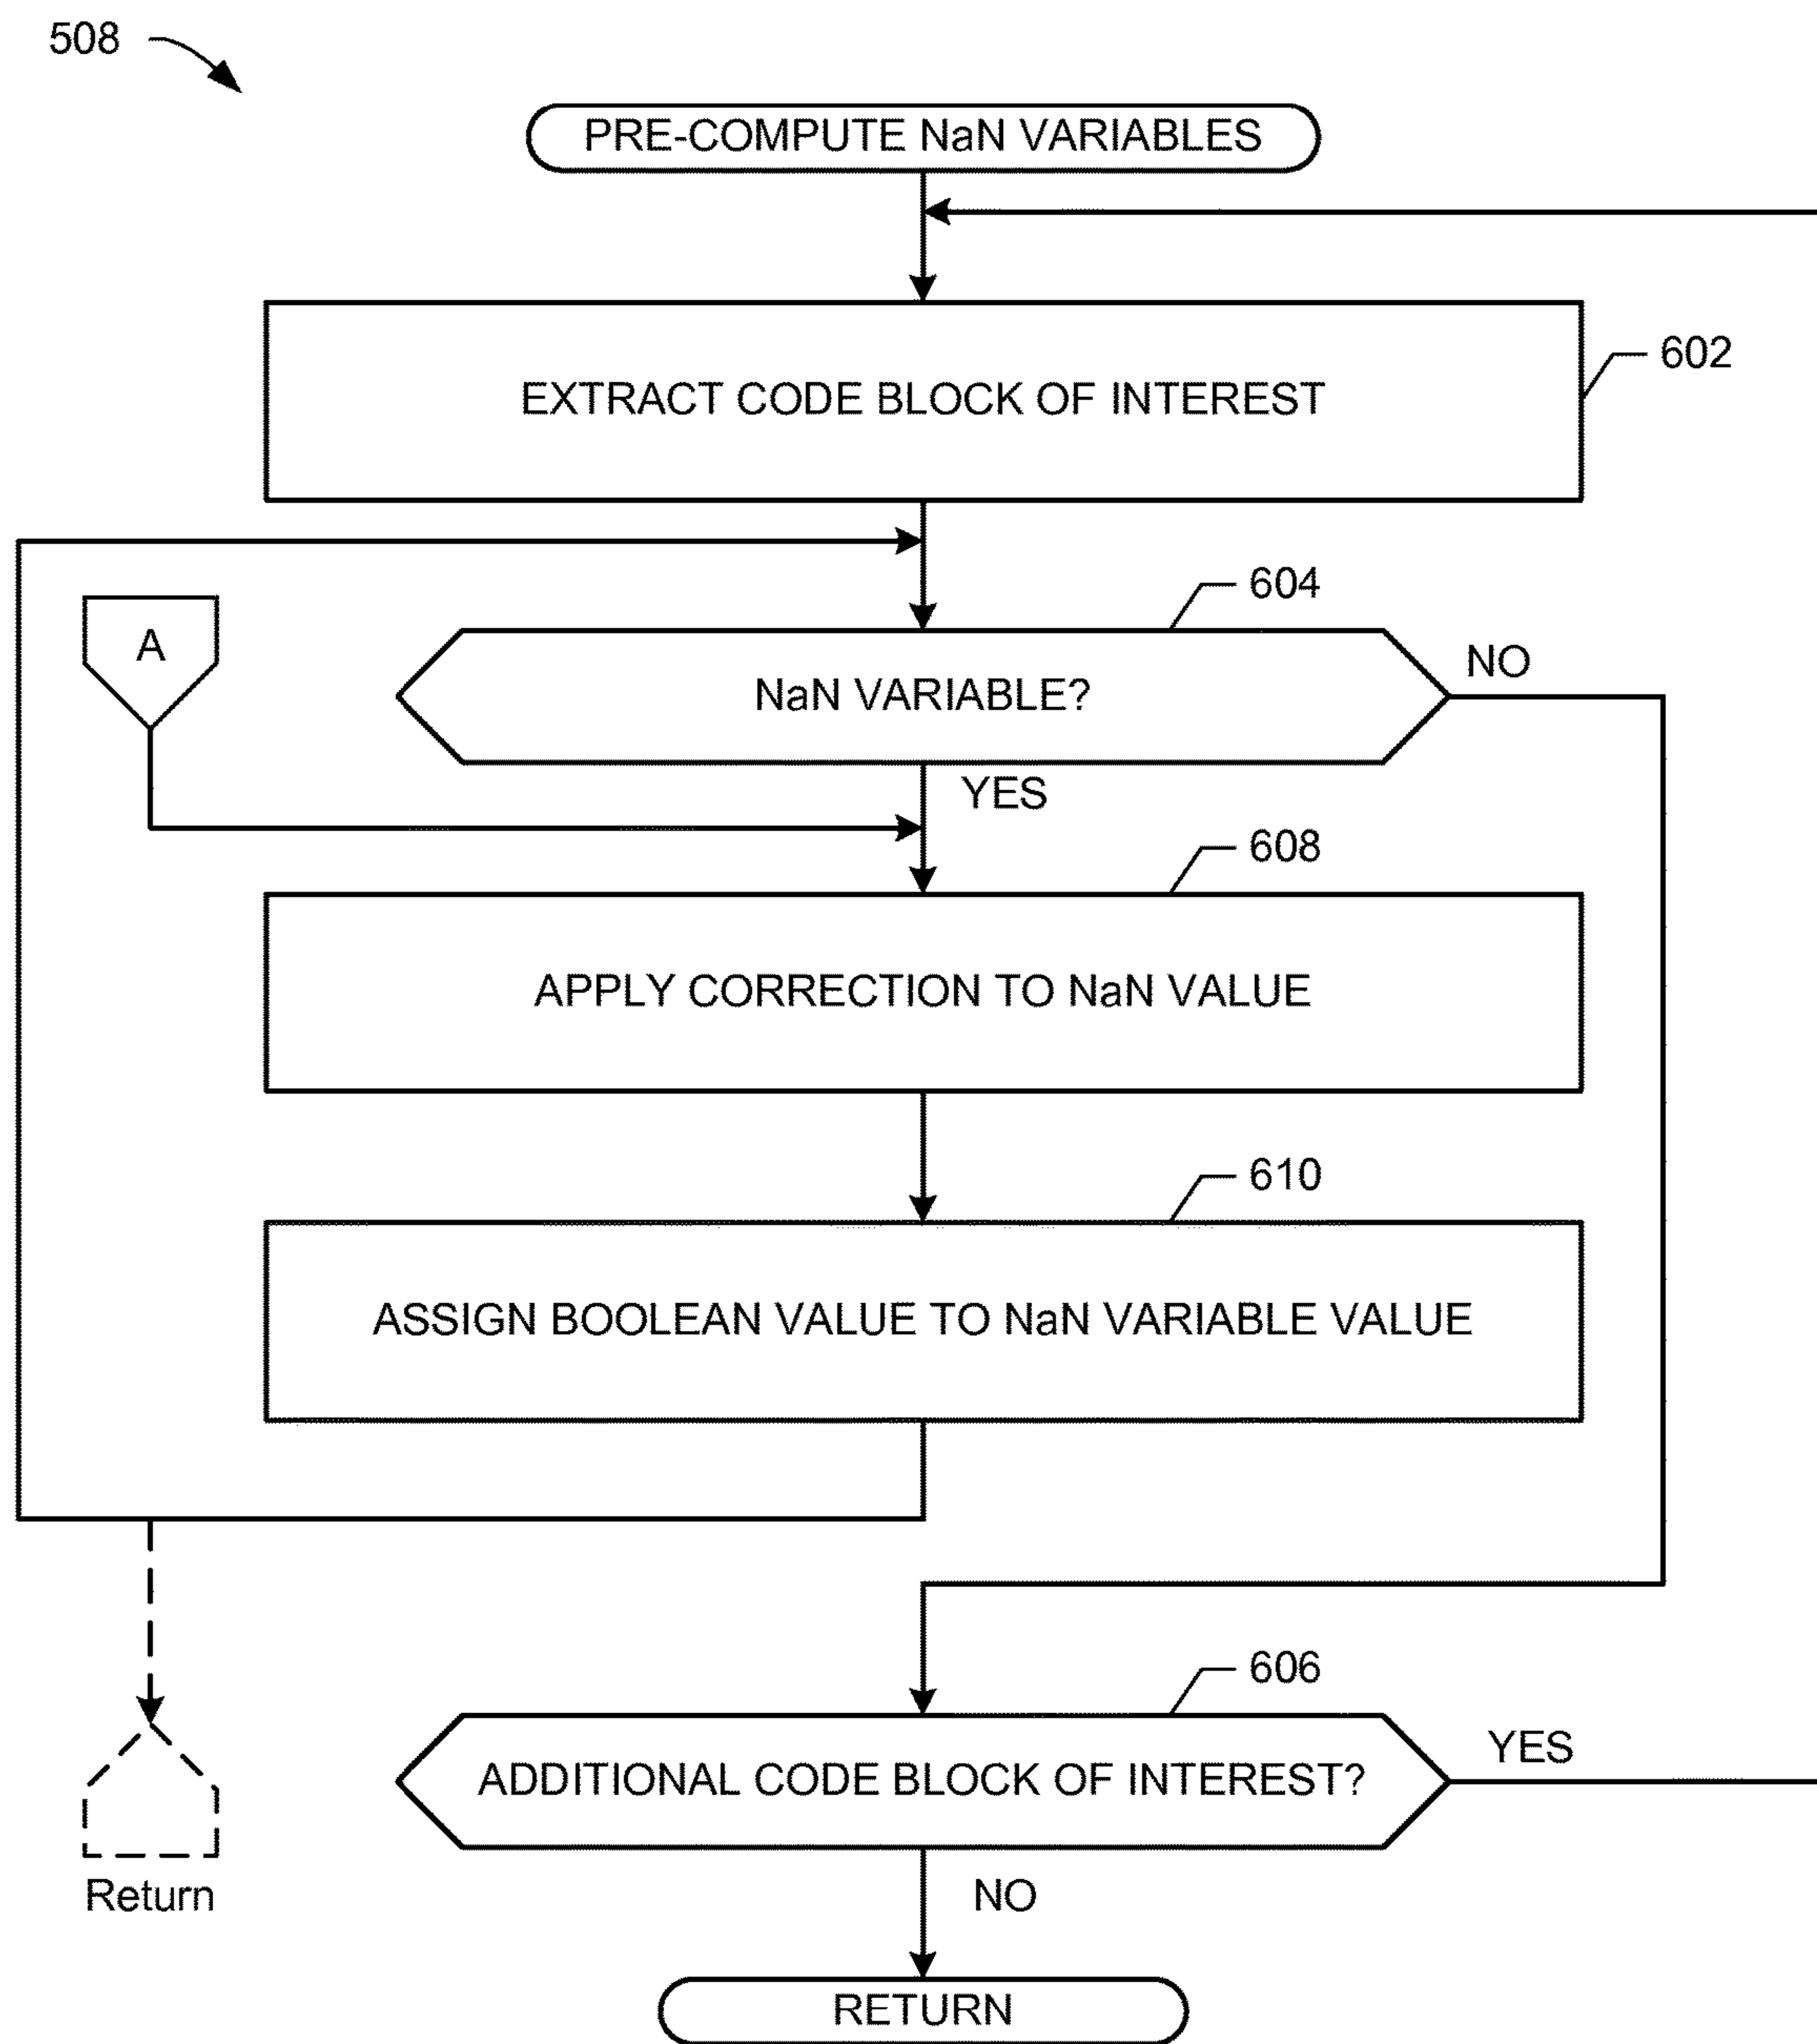 508
PRE-COMPUTE NaN VARIABLES
EXTRACT CODE BLOCK OF INTEREST
602
604
A
NaN VARIABLE?
NO
YES
608
APPLY CORRECTION TO NaN VALUE
610
ASSIGN BOOLEAN VALUE TO NaN VARIABLE VALUE
606
ADDITIONAL CODE BLOCK OF INTEREST?
YES
Return
NO
RETURN